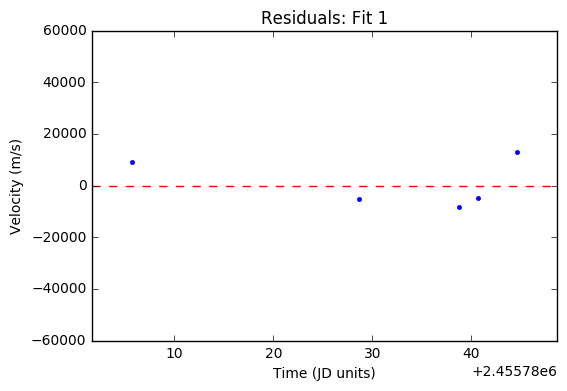 Residuals: Fit 1
60000
40000
20000
0
−20000
−40000
−60000
Velocity (m/s)
10 20 30 40
Time (JD units)
+2.45578e6